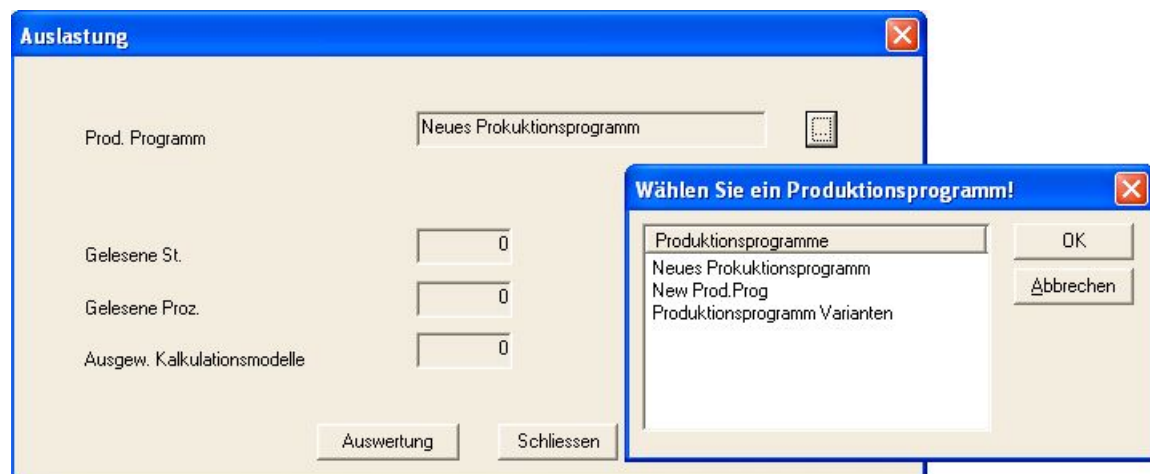 Auslastung
Prod. Programm
Neues Prokuktionsprogramm
...
Gelesene St.
0
Gelesene Proz.
0
Ausgew. Kalkulationsmodelle
0
Auswertung
Schliessen
Wählen Sie ein Produktionsprogramm!
Produktionsprogramme
Neues Prokuktionsprogramm
New Prod.Prog
Produktionsprogramm Varianten
OK
Abbrechen